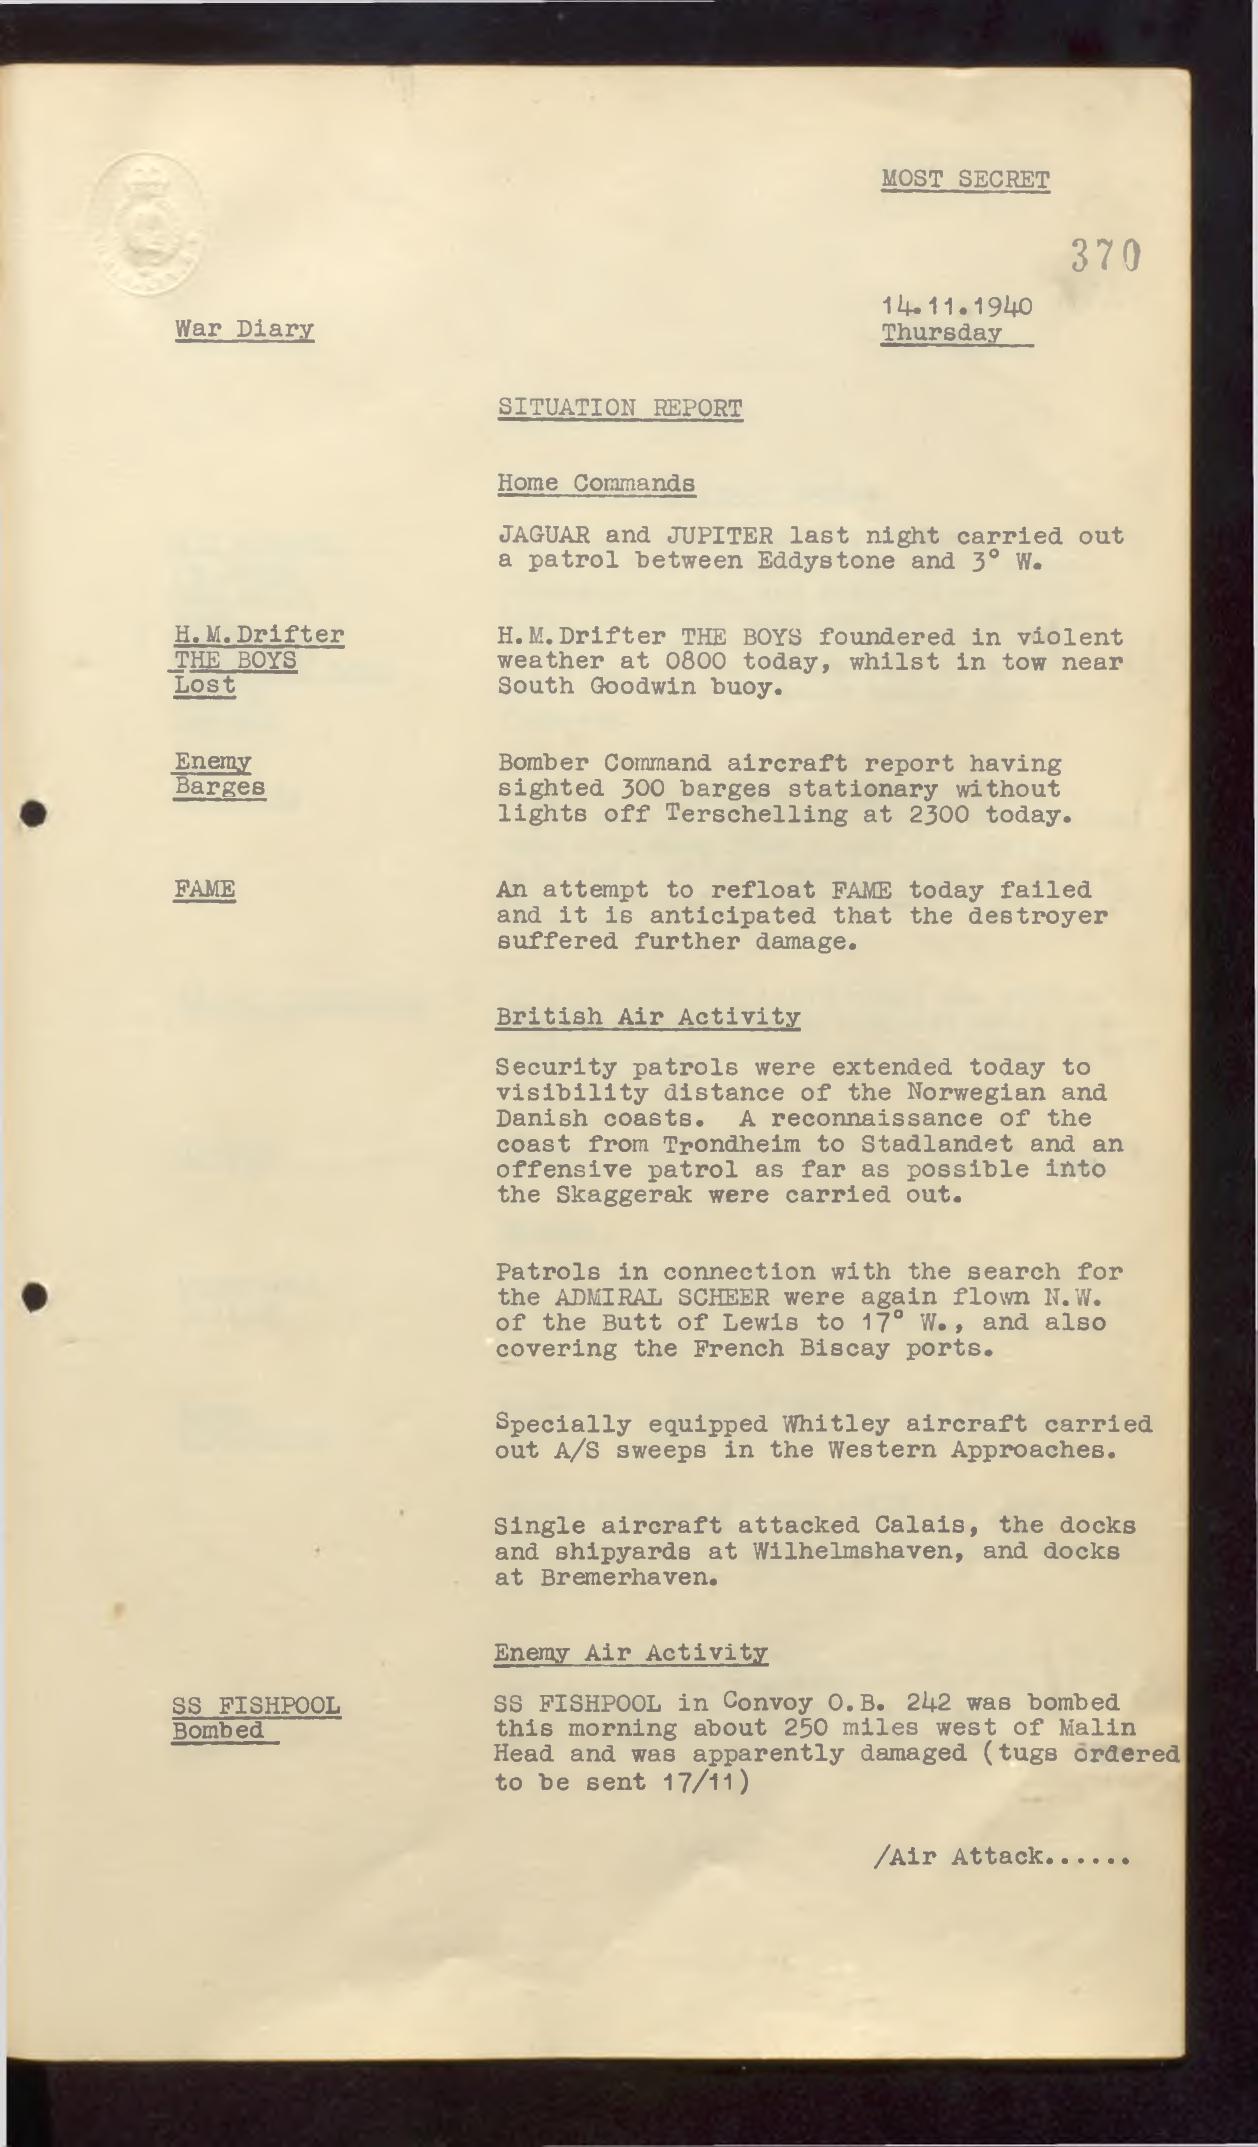 MOST SECRET
370
14.11.1940
Thursday
War Diary
SITUATION REPORT
Home Commands
JAGUAR and JUPITER last night carried out
a patrol between Eddystone and 3° W.
H.M.Drifter
THE BOYS
Lost
H.M.Drifter THE BOYS foundered in violent
weather at 0800 today, whilst in tow near
South Goodwin buoy.
Enemy
Barges
Bomber Command aircraft report having
sighted 300 barges stationary without
lights off Terschelling at 2300 today.
FAME
An attempt to refloat FAME today failed
and it is anticipated that the destroyer
suffered further damage.
British Air Activity
Security patrols were extended today to
visibility distance of the Norwegian and
Danish coasts. A reconnaissance of the
coast from Trondheim to Stadlandet and an
offensive patrol as far as possible into
the Skaggerak were carried out.
Patrols in connection with the search for
the ADMIRAL SCHEER were again flown N.W.
of the Butt of Lewis to 17° W., and also
covering the French Biscay ports.
Specially equipped Whitley aircraft carried
out A/S sweeps in the Western Approaches.
Single aircraft attacked Calais, the docks
and shipyards at Wilhelmshaven, and docks
at Bremerhaven.
Enemy Air Activity
SS FISHPOOL
Bombed
SS FISHPOOL in Convoy O.B. 242 was bombed
this morning about 250 miles west of Malin
Head and was apparently damaged (tugs ordered
to be sent 17/11)
/Air Attack......